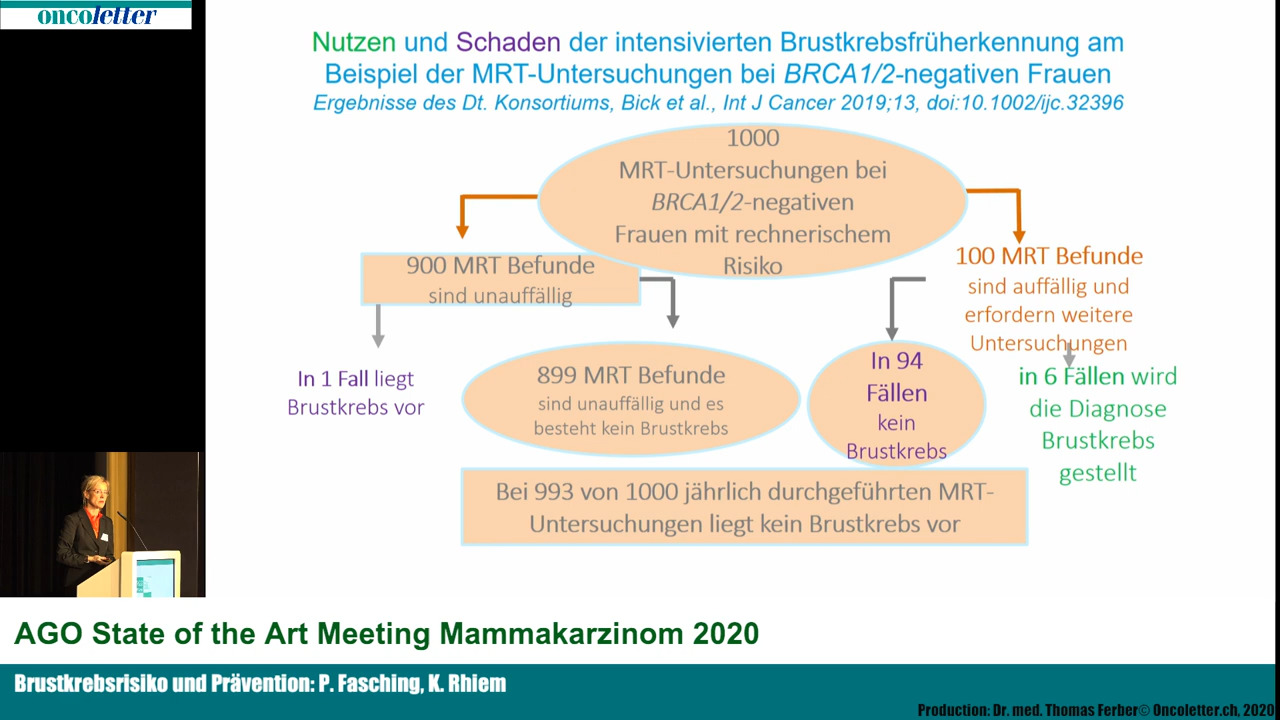 oncoletter
Nutzen und Schaden der intensivierten Brustkrebsfrüherkennung am
Beispiel der MRT-Untersuchungen bei BRCA1/2-negativen Frauen
Ergebnisse des Dt. Konsortiums, Bick et al., Int J Cancer 2019;13, doi:10.1002/ijc.32396
1000
MRT-Untersuchungen bei
BRCA1/2-negativen
Frauen mit rechnerischem
Risiko
900 MRT Befunde
sind unauffällig
100 MRT Befunde
sind auffällig und
erfordern weitere
Untersuchungen
In 1 Fall liegt
Brustkrebs vor
899 MRT Befunde
sind unauffällig und es
besteht kein Brustkrebs
In 94
Fällen
kein
Brustkrebs
in 6 Fällen wird
die Diagnose
Brustkrebs
gestellt
Bei 993 von 1000 jährlich durchgeführten MRT-
Untersuchungen liegt kein Brustkrebs vor
AGO State of the Art Meeting Mammakarzinom 2020
Brustkrebsrisiko und Prävention: P. Fasching, K. Rhiem
Production: Dr. med. Thomas Ferber© Oncoletter.ch, 2020